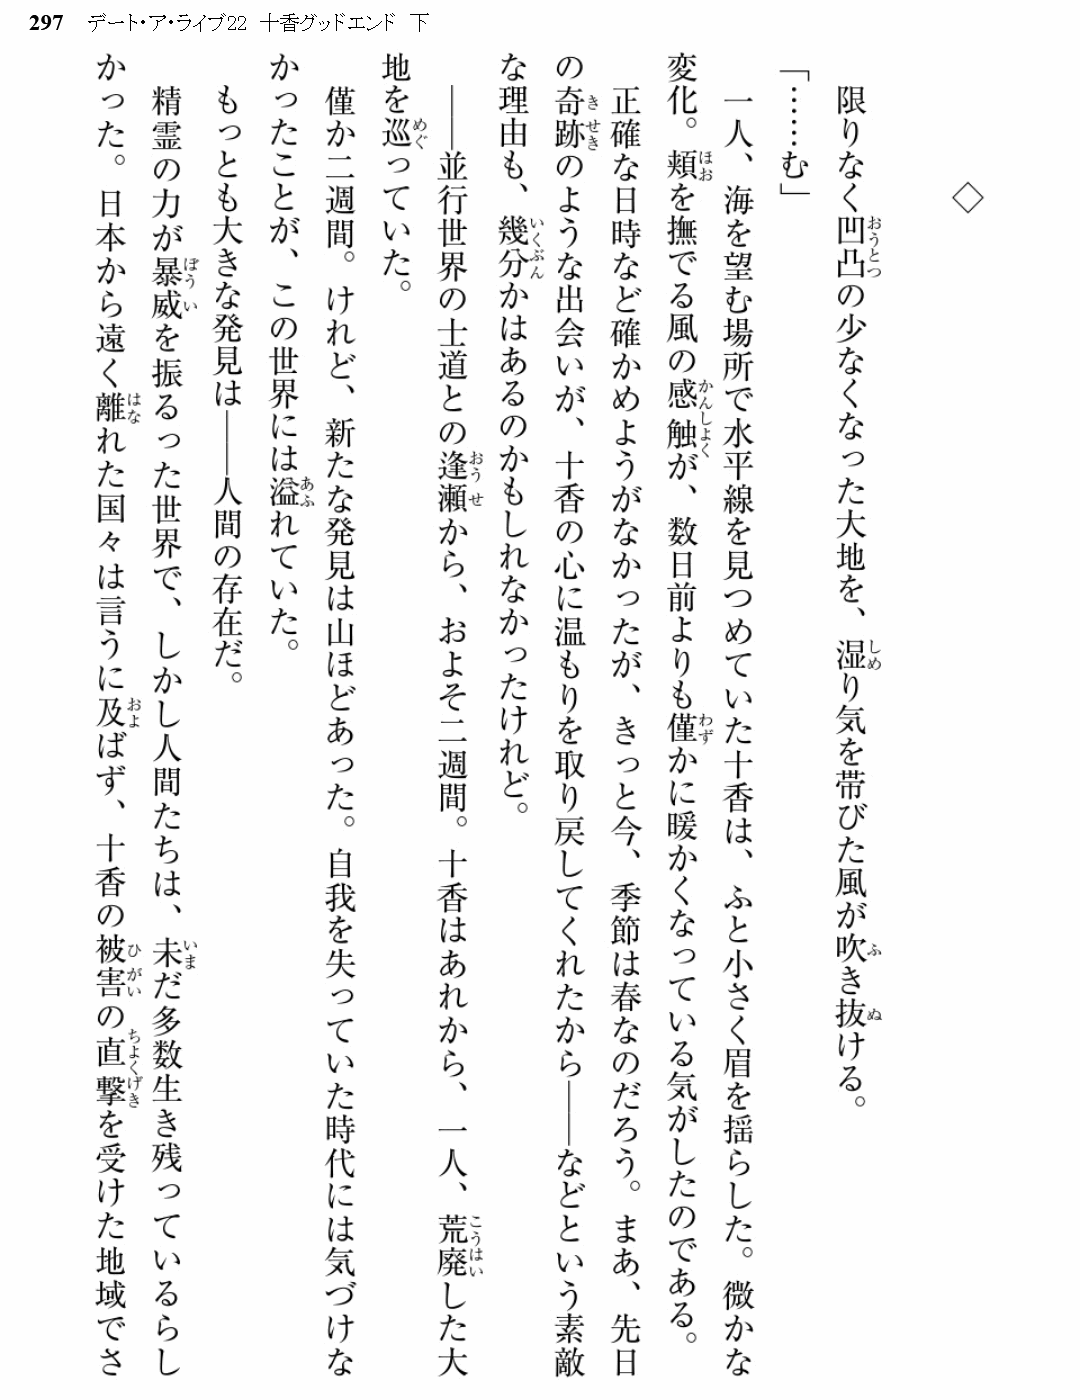 297 デート・ア・ライブ22 十香グッドエンド 下
◇
限りなく凹凸の少なくなった大地を、湿り気を帯びた風が吹き抜ける。
「……む」
一人、海を望む場所で水平線を見つめていた十香は、ふと小さく眉を揺らした。微かな
変化。頬を撫でる風の感触が、数日前よりも僅かに暖かくなっている気がしたのである。
正確な日時など確かめようがなかったが、きっと今、季節は春なのだろう。まあ、先日
の奇跡のような出会いが、十香の心に温もりを取り戻してくれたから――などという素敵
な理由も、幾分かはあるのかもしれなかったけれど。
――並行世界の士道との逢瀬から、およそ二週間。十香はあれから、一人、荒廃した大
地を巡っていた。
僅か二週間。けれど、新たな発見は山ほどあった。自我を失っていた時代には気づけな
かったことが、この世界には溢れていた。
もっとも大きな発見は――人間の存在だ。
精霊の力が暴威を振るった世界で、しかし人間たちは、未だ多数生き残っているらし
かった。日本から遠く離れた国々は言うに及ばず、十香の被害の直撃を受けた地域でさ